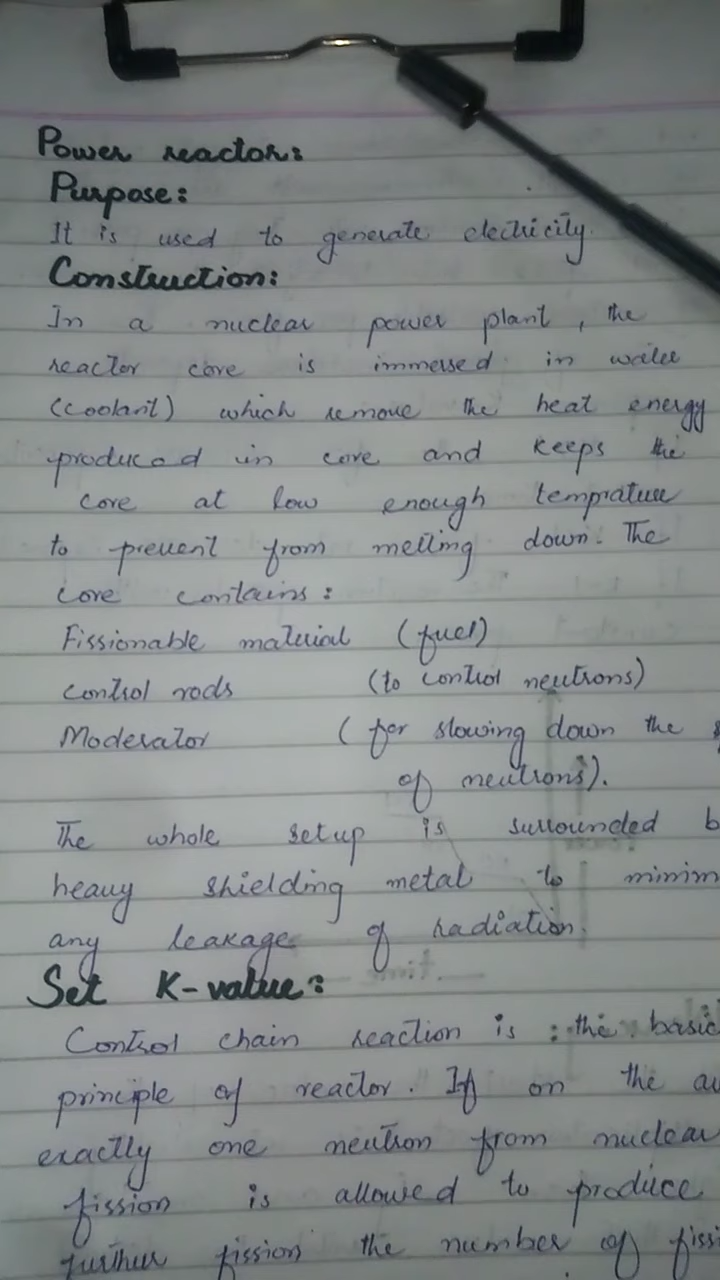 Power reactor:
Purpose:
It is used to generate electricity.
Construction:
In a nuclear power plant, the
reactor core is immersed in water
(coolant) which remove the heat energy
produced in core and keeps the
core at low enough temprature
to prevent from melting down. The
core contains:
Fissionable material (fuel)
control rods (to control neutrons)
Moderator (for slowing down the
of neutrons).
The whole setup is surrounded b
heavy shielding metal to minim
any leakage of radiation.
Set K-value:
Control chain reaction is the basic
principle of reactor. If on the av
exactly one neutron from nuclear
fission is allowed to produce
further fission the number of fissi